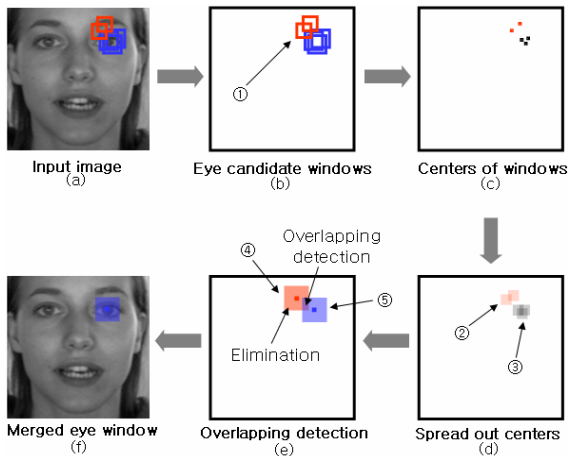 ①
Input image
(a)
Eye candidate windows
(b)
Centers of windows
(c)
Overlapping
detection
④
⑤
Elimination
②
③
Merged eye window
(f)
Overlapping detection
(e)
Spread out centers
(d)